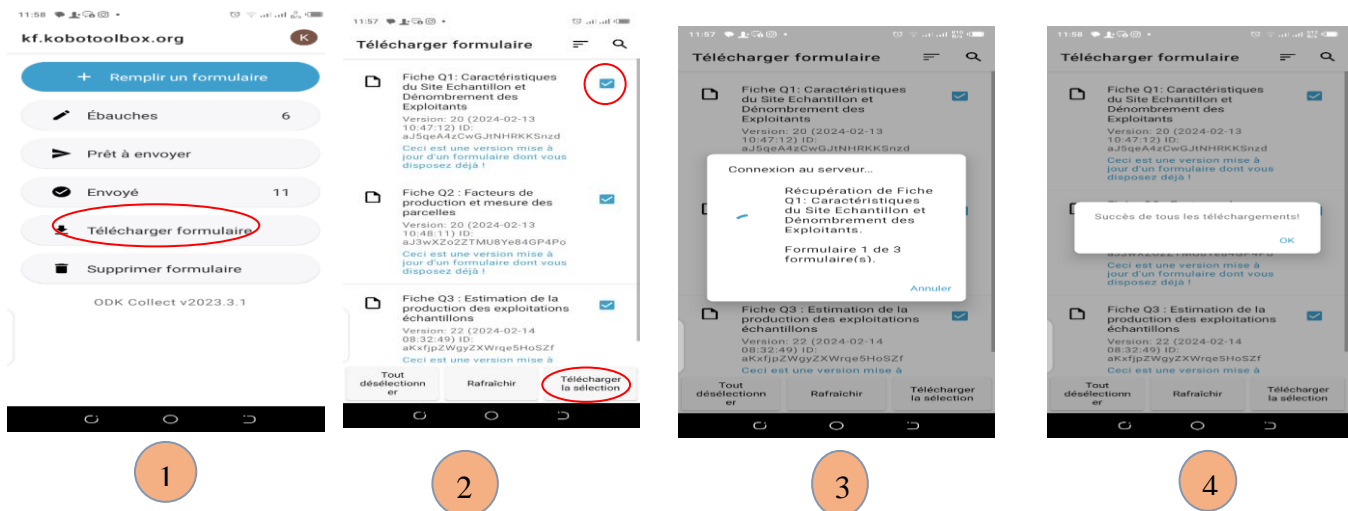 11:58
kf.kobotoolbox.org
K
+ Remplir un formulaire
Ébauches 6
Prêt à envoyer
Envoyé 11
Télécharger formulaire
Supprimer formulaire
ODK Collect v2023.3.1
1
11:57
Télécharger formulaire
Fiche Q1: Caractéristiques
du Site Echantillon et
Dénombrement des
Exploitants
Version: 20 (2024-02-13
10:47:12) ID:
aJ5qeA4zCwGJtNHRKKSnzd
Ceci est une version mise à
jour d'un formulaire dont vous
disposez déjà !
Fiche Q2 : Facteurs de
production et mesure des
parcelles
Version: 20 (2024-02-13
10:48:11) ID:
aJ3wXZo2ZTMU8Ye84GP4Po
Ceci est une version mise à
jour d'un formulaire dont vous
disposez déjà !
Fiche Q3 : Estimation de la
production des exploitations
échantillons
Version: 22 (2024-02-14
08:32:49) ID:
aKxfjpZWgyZXWrqe5HoSZf
Ceci est une version mise à
Tout
désélectionn
er
Rafraîchir
Télécharger
la sélection
2
11:57
Télécharger formulaire
Fiche Q1: Caractéristiques
du Site Echantillon et
Dénombrement des
Exploitants
Version: 20 (2024-02-13
10:47:12) ID:
aJ5qeA4zCwGJtNHRKKSnzd
Connexion au serveur...
Récupération de Fiche
Q1: Caractéristiques
du Site Echantillon et
Dénombrement des
Exploitants.
Formulaire 1 de 3
formulaire(s).
Annuler
Fiche Q3 : Estimation de la
production des exploitations
échantillons
Version: 22 (2024-02-14
08:32:49) ID:
aKxfjpZWgyZXWrqe5HoSZf
Ceci est une version mise à
Tout
désélectionn
er
Rafraîchir
Télécharger
la sélection
3
11:58
Télécharger formulaire
Fiche Q1: Caractéristiques
du Site Echantillon et
Dénombrement des
Exploitants
Version: 20 (2024-02-13
10:47:12) ID:
aJ5qeA4zCwGJtNHRKKSnzd
Ceci est une version mise à
jour d'un formulaire dont vous
disposez déjà !
Succès de tous les téléchargements!
OK
Ceci est une version mise à
jour d'un formulaire dont vous
disposez déjà !
Fiche Q3 : Estimation de la
production des exploitations
échantillons
Version: 22 (2024-02-14
08:32:49) ID:
aKxfjpZWgyZXWrqe5HoSZf
Ceci est une version mise à
Tout
désélectionn
er
Rafraîchir
Télécharger
la sélection
4